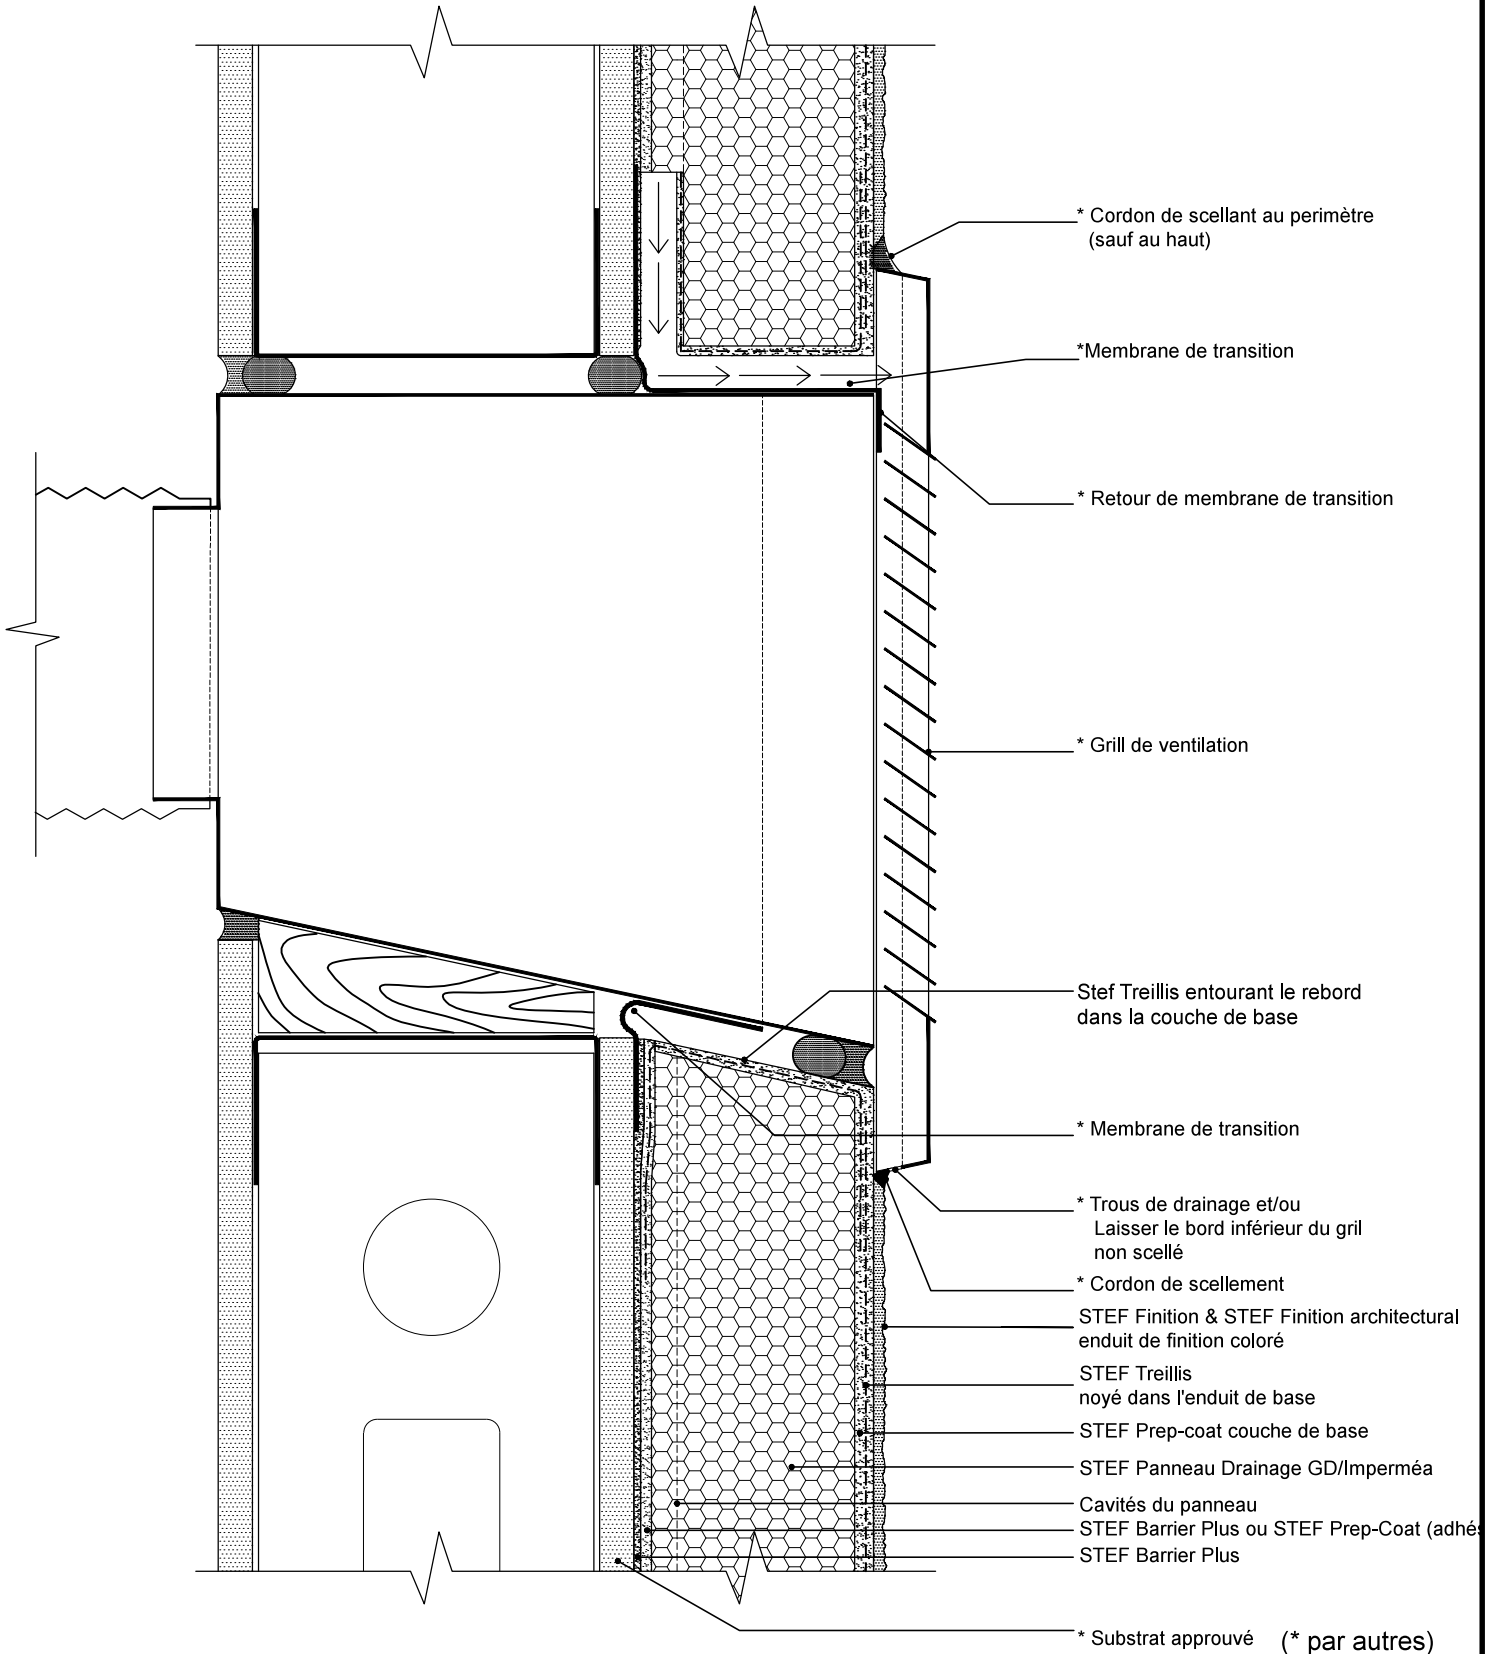 * Cordon de scellant au perimètre
(sauf au haut)
*Membrane de transition
* Retour de membrane de transition
* Grill de ventilation
Stef Treillis entourant le rebord
dans la couche de base
* Membrane de transition
* Trous de drainage et/ou
Laisser le bord inférieur du gril
non scellé
* Cordon de scellement
STEF Finition & STEF Finition architectural
enduit de finition coloré
STEF Treillis
noyé dans l'enduit de base
STEF Prep-coat couche de base
STEF Panneau Drainage GD/Imperméa
Cavités du panneau
STEF Barrier Plus ou STEF Prep-Coat
STEF Barrier Plus
* Substrat approuvé (* par autres)